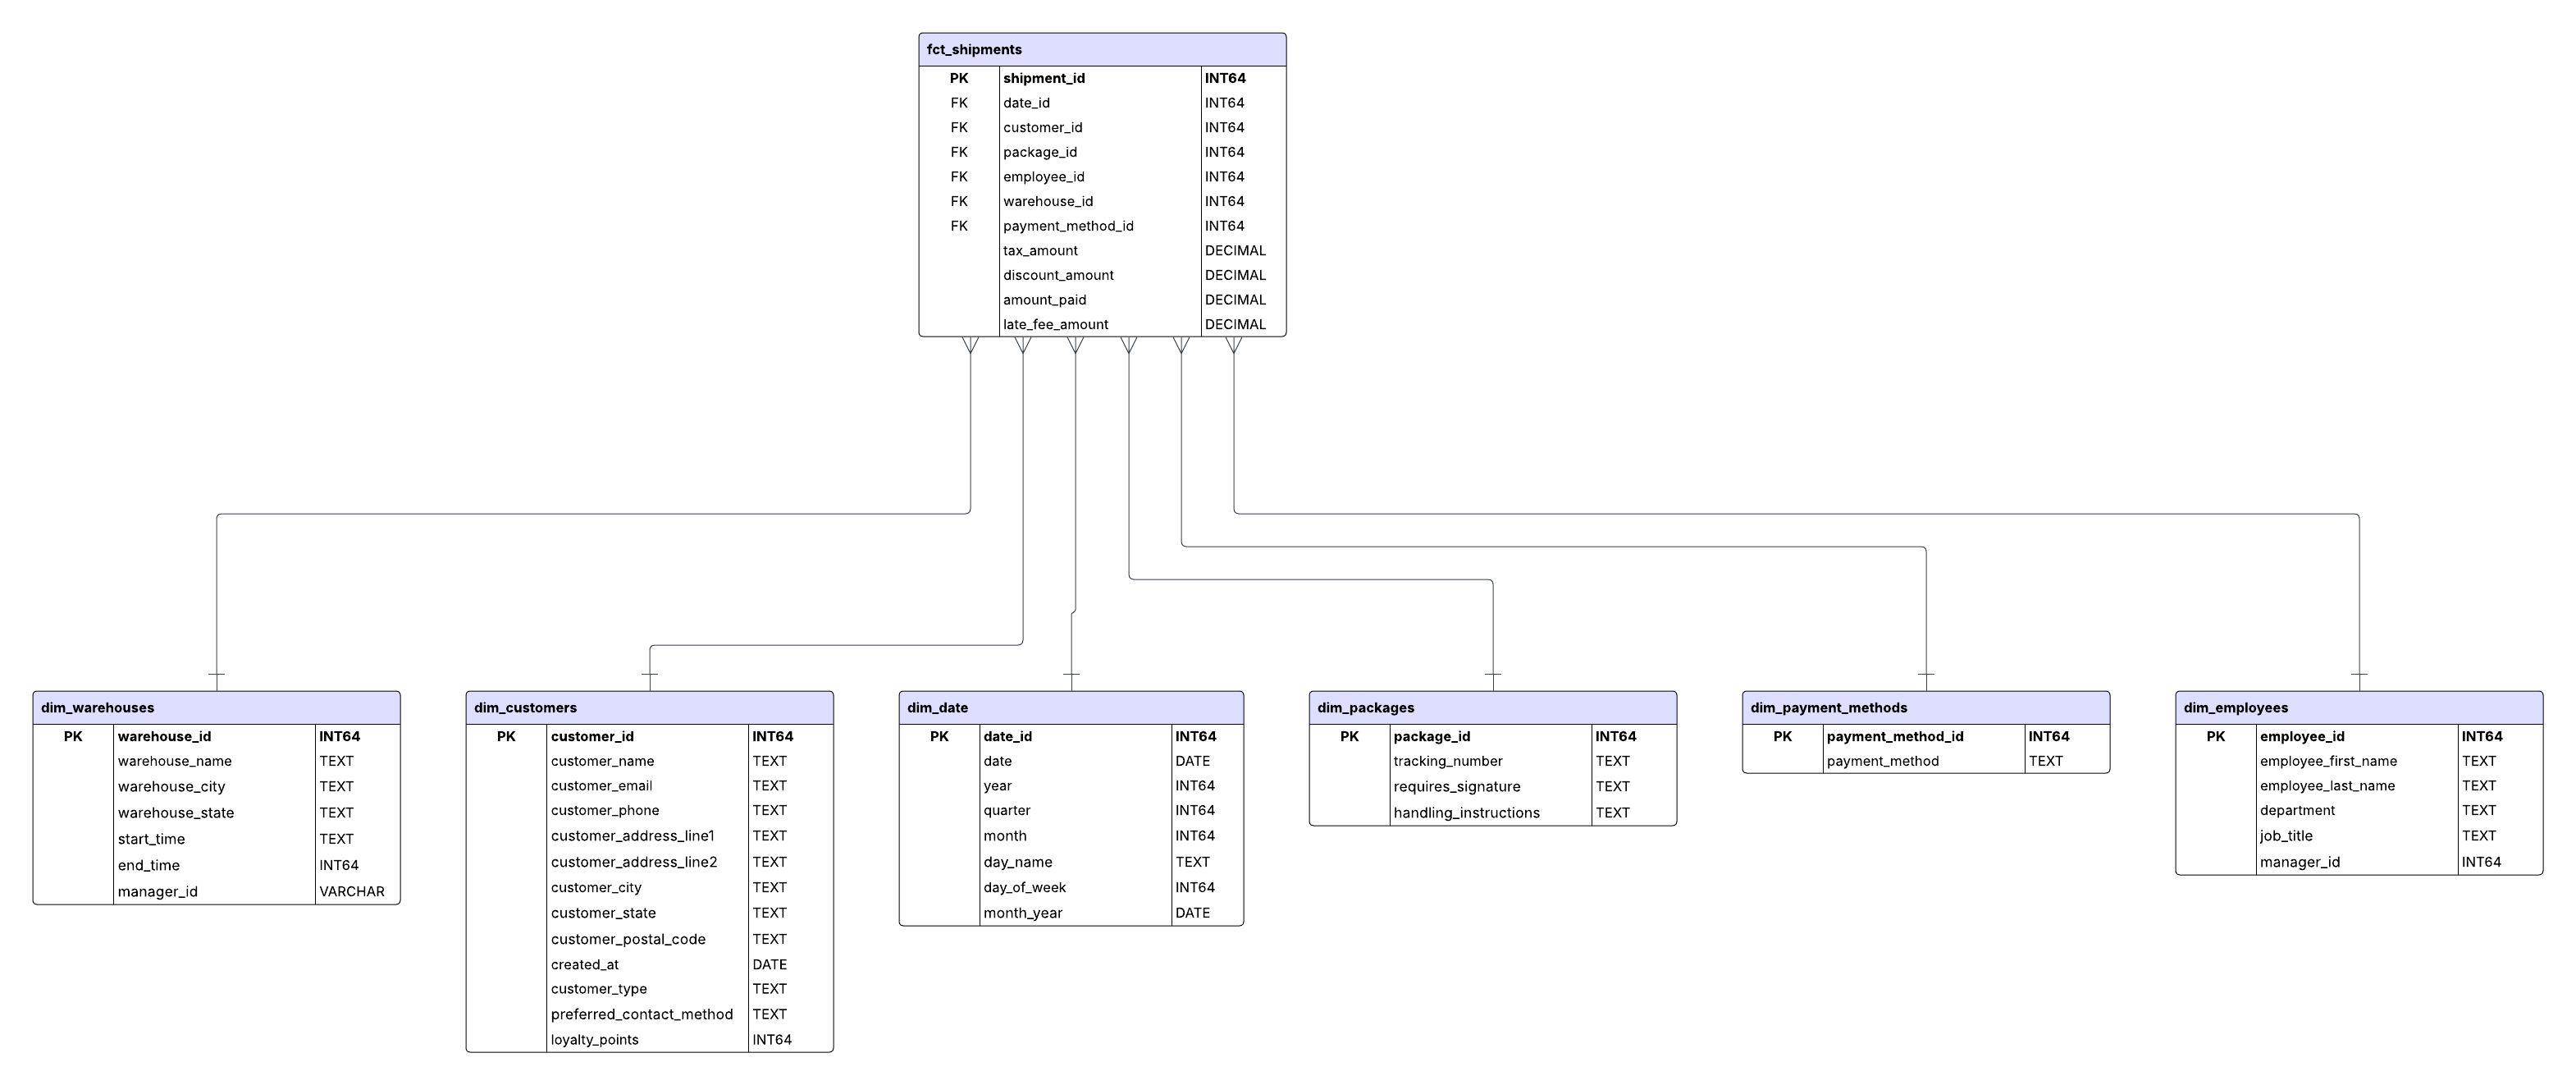 fct_shipments
PK shipment_id INT64
FK date_id INT64
FK customer_id INT64
FK package_id INT64
FK employee_id INT64
FK warehouse_id INT64
FK payment_method_id INT64
tax_amount DECIMAL
discount_amount DECIMAL
amount_paid DECIMAL
late_fee_amount DECIMAL
dim_warehouses
PK warehouse_id INT64
warehouse_name TEXT
warehouse_city TEXT
warehouse_state TEXT
start_time TEXT
end_time INT64
manager_id VARCHAR
dim_customers
PK customer_id INT64
customer_name TEXT
customer_email TEXT
customer_phone TEXT
customer_address_line1 TEXT
customer_address_line2 TEXT
customer_city TEXT
customer_state TEXT
customer_postal_code TEXT
created_at DATE
customer_type TEXT
preferred_contact_method TEXT
loyalty_points INT64
dim_date
PK date_id INT64
date DATE
year INT64
quarter INT64
month INT64
day_name TEXT
day_of_week INT64
month_year DATE
dim_packages
PK package_id INT64
tracking_number TEXT
requires_signature TEXT
handling_instructions TEXT
dim_payment_methods
PK payment_method_id INT64
payment_method TEXT
dim_employees
PK employee_id INT64
employee_first_name TEXT
employee_last_name TEXT
department TEXT
job_title TEXT
manager_id INT64